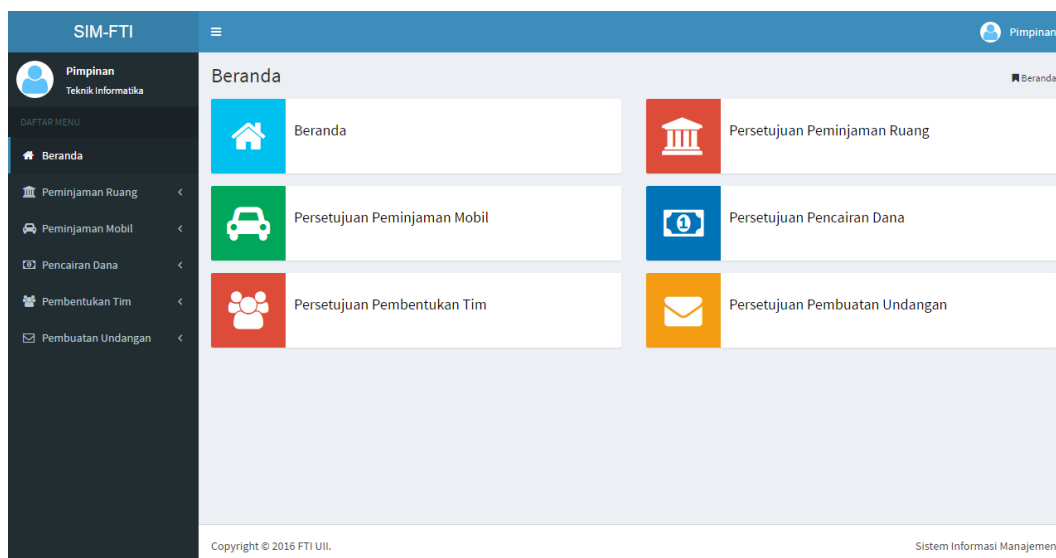 SIM-FTI
Pimpinan
Pimpinan
Teknik Informatika
DAFTAR MENU
Beranda
Peminjaman Ruang
Peminjaman Mobil
Pencairan Dana
Pembentukan Tim
Pembuatan Undangan
Beranda
Beranda
Beranda
Persetujuan Peminjaman Ruang
Persetujuan Peminjaman Mobil
Persetujuan Pencairan Dana
Persetujuan Pembentukan Tim
Persetujuan Pembuatan Undangan
Copyright © 2016 FTI UII.
Sistem Informasi Manajemen